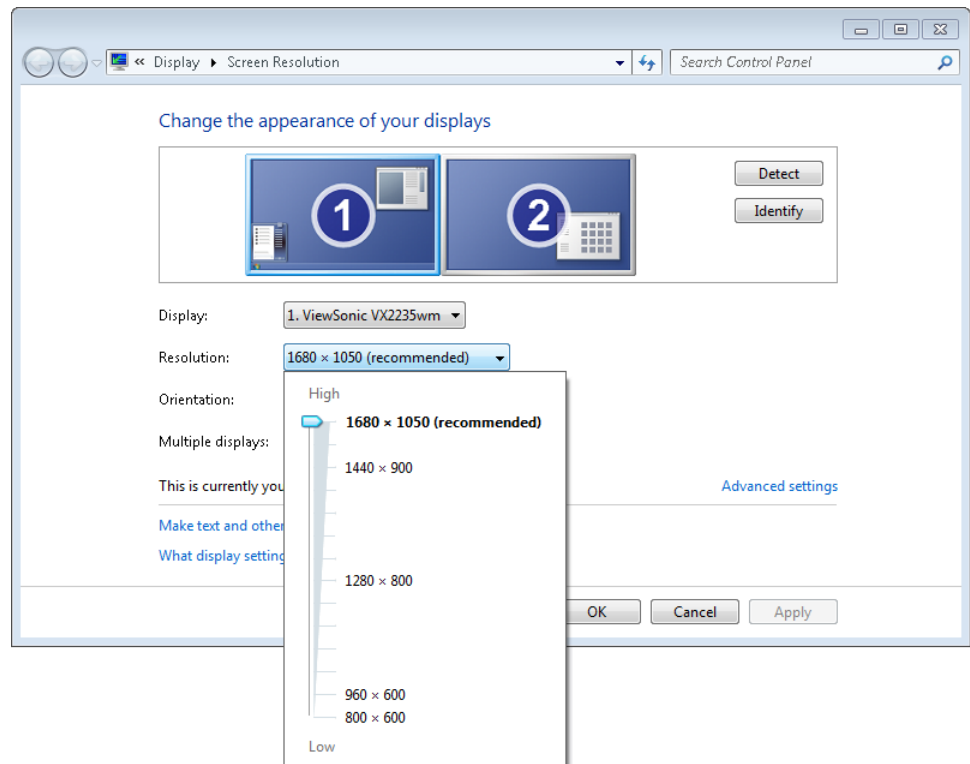 « Display ▸ Screen Resolution
Search Control Panel
Change the appearance of your displays
1
2
Detect
Identify
Display:
1. ViewSonic VX2235wm
Resolution:
1680 × 1050 (recommended)
Orientation:
Multiple displays:
High
1680 × 1050 (recommended)
1440 × 900
1280 × 800
960 × 600
800 × 600
Low
This is currently you
Advanced settings
Make text and other
What display setting
OK
Cancel
Apply